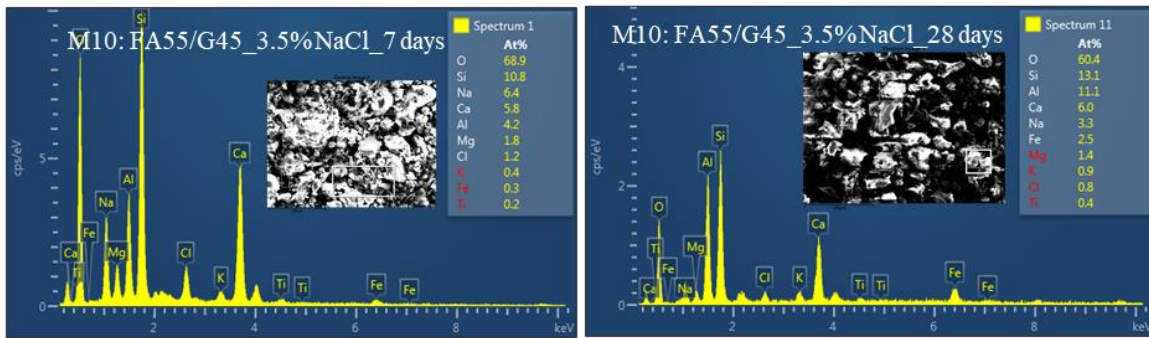 M10: FA55/G45_3.5%NaCl_7 days
Spectrum 1
At%
O 68.9
Si 10.8
Na 6.4
Ca 5.8
Al 4.2
Mg 1.8
Cl 1.2
K 0.4
Fe 0.3
Ti 0.2
cps/eV
5
0
Si
Ca
Al
Na
Fe
Mg
Cl
Ca
Ti
K
Ti
Ti
Fe
Fe
2
4
6
8
keV
M10: FA55/G45_3.5%NaCl_28 days
Spectrum 11
At%
O 60.4
Si 13.1
Al 11.1
Ca 6.0
Na 3.3
Fe 2.5
Mg 1.4
K 0.9
Cl 0.8
Ti 0.4
cps/eV
4
2
0
Si
Al
O
Ca
Ti
Mg
Fe
Ca
Na
Cl
K
Ti
Ti
Fe
Fe
2
4
6
8
keV